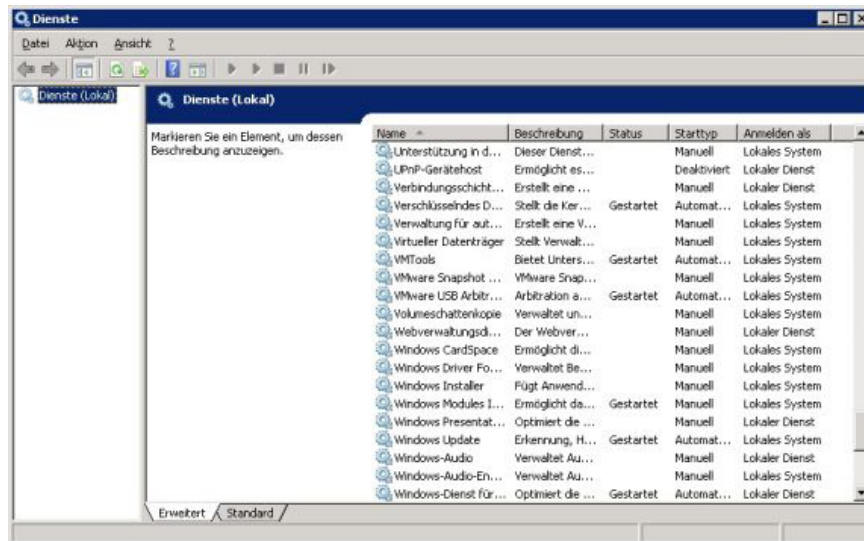 Dienste
Datei Aktion Ansicht ?
Dienste (Lokal)
Dienste (Lokal)
Markieren Sie ein Element, um dessen
Beschreibung anzuzeigen.
Name Beschreibung Status Starttyp Anmelden als
Unterstützung in d... Dieser Dienst... Manuell Lokales System
UPnP-Gerätehost Ermöglicht es... Deaktiviert Lokaler Dienst
Verbindungsschicht... Erstellt eine ... Manuell Lokaler Dienst
Verschlüsselndes D... Stellt die Ker... Gestartet Automat... Lokales System
Verwaltung für aut... Erstellt eine V... Manuell Lokales System
Virtueller Datenträger Stellt Verwalt... Manuell Lokales System
VMTools Bietet Unters... Gestartet Automat... Lokales System
VMware Snapshot ... VMware Snap... Manuell Lokales System
VMware USB Arbitr... Arbitration a... Gestartet Automat... Lokales System
Volumeschattenkopie Verwaltet un... Manuell Lokales System
Webverwaltungsdi... Der Webver... Manuell Lokaler Dienst
Windows CardSpace Ermöglicht di... Manuell Lokales System
Windows Driver Fo... Verwaltet Be... Manuell Lokales System
Windows Installer Fügt Anwend... Manuell Lokales System
Windows Modules I... Ermöglicht da... Gestartet Manuell Lokales System
Windows Presentat... Optimiert die ... Manuell Lokaler Dienst
Windows Update Erkennung, H... Gestartet Automat... Lokales System
Windows-Audio Verwaltet Au... Manuell Lokaler Dienst
Windows-Audio-En... Verwaltet Au... Manuell Lokales System
Windows-Dienst für... Optimiert die ... Gestartet Automat... Lokaler Dienst
Erweitert Standard